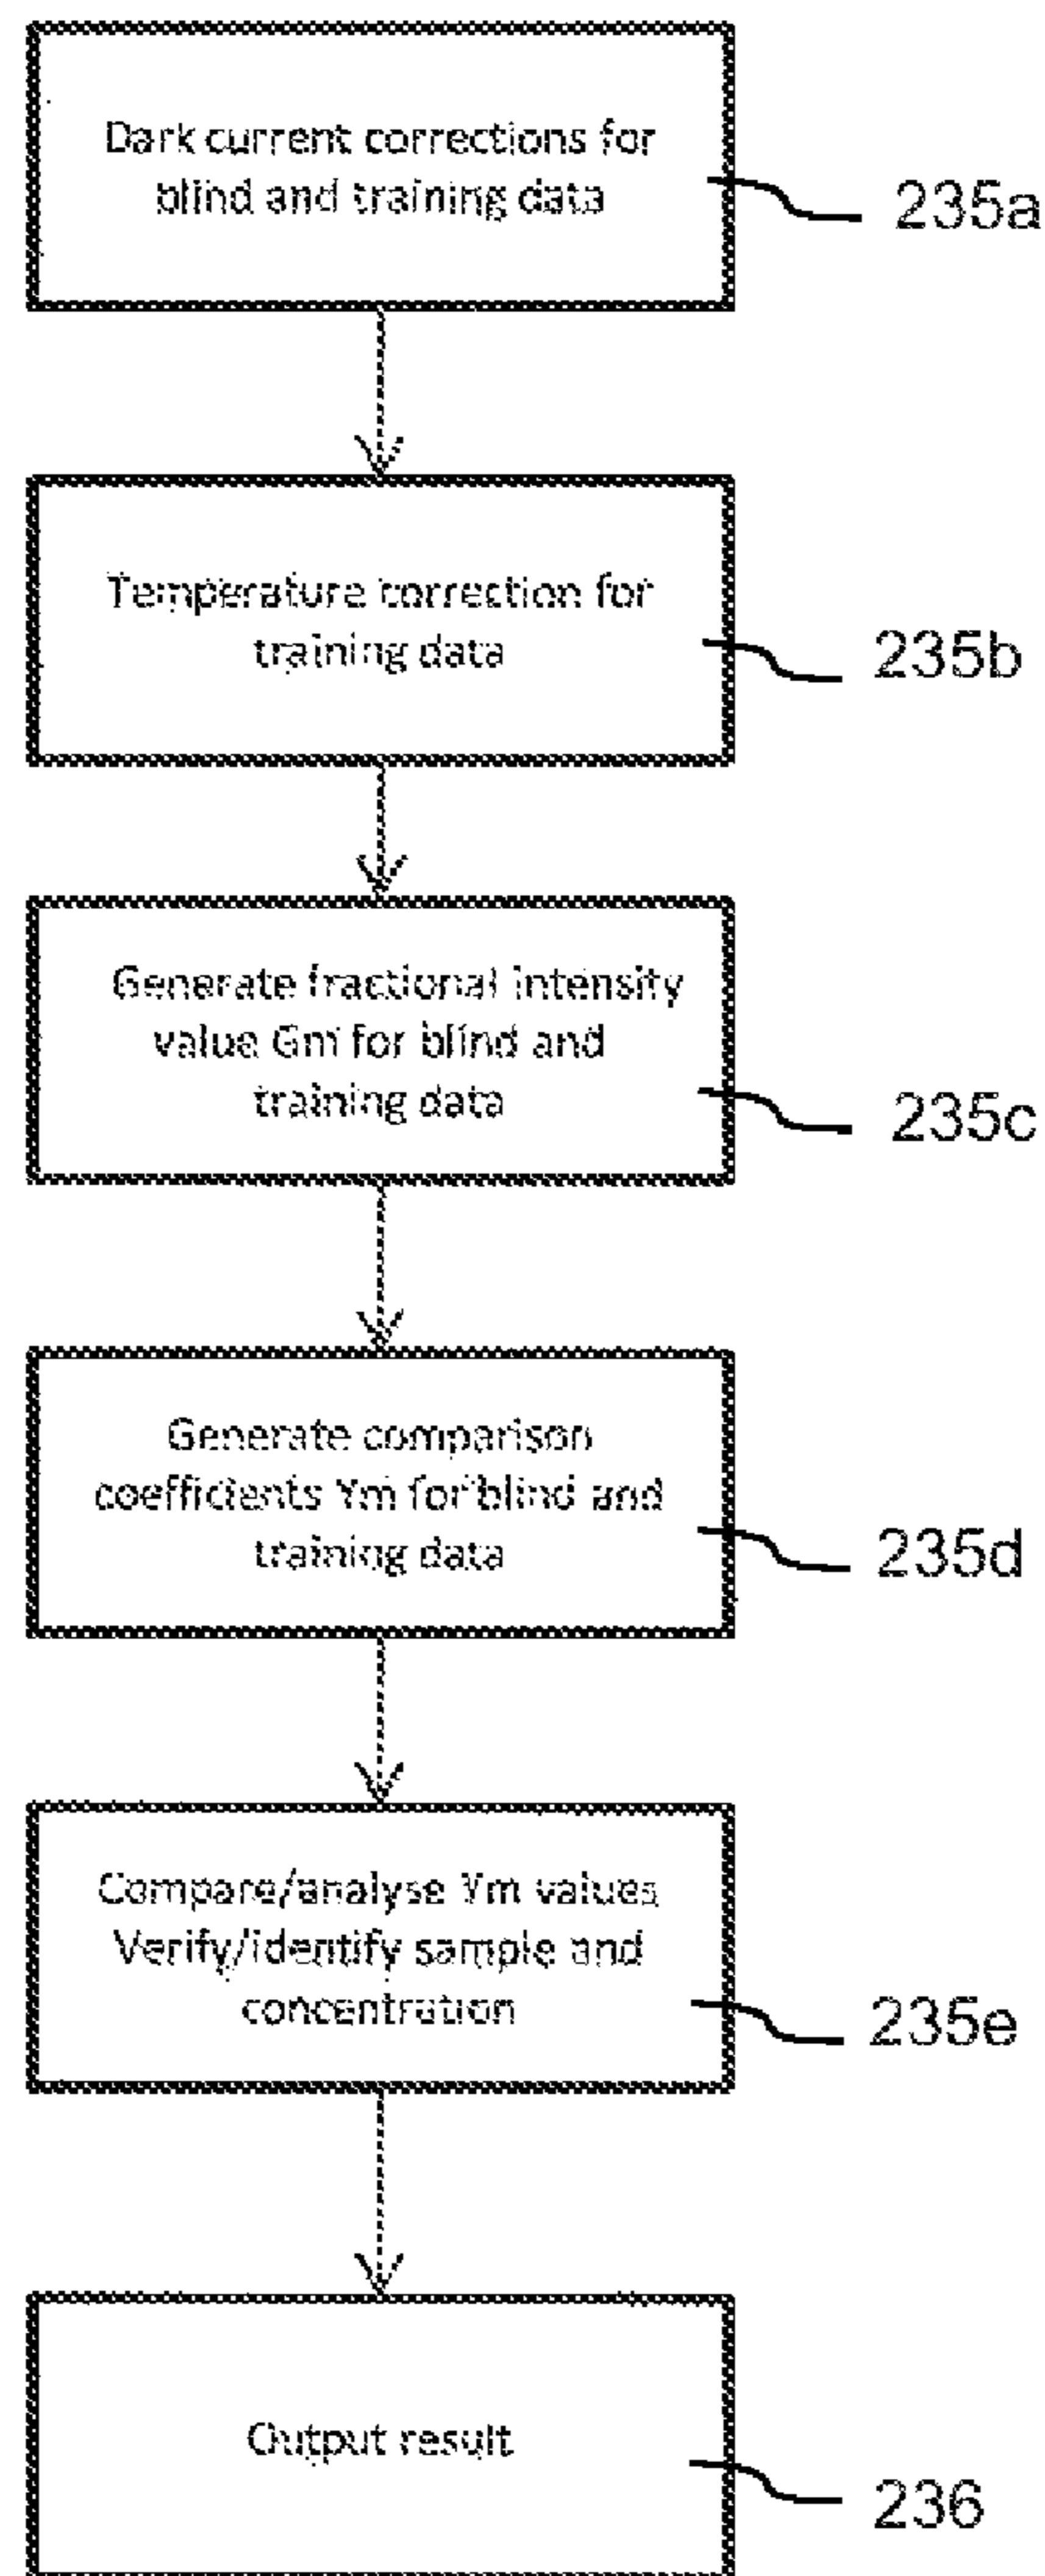 Dark current corrections for
blind and training data
235a
Temperature correction for
training data
235b
Generate fractional intensity
value Gm for blind and
training data
235c
Generate comparison
coefficients Ym for blind and
training data
235d
Compare/analyse Ym values
Verify/identify sample and
concentration
235e
Output result
236